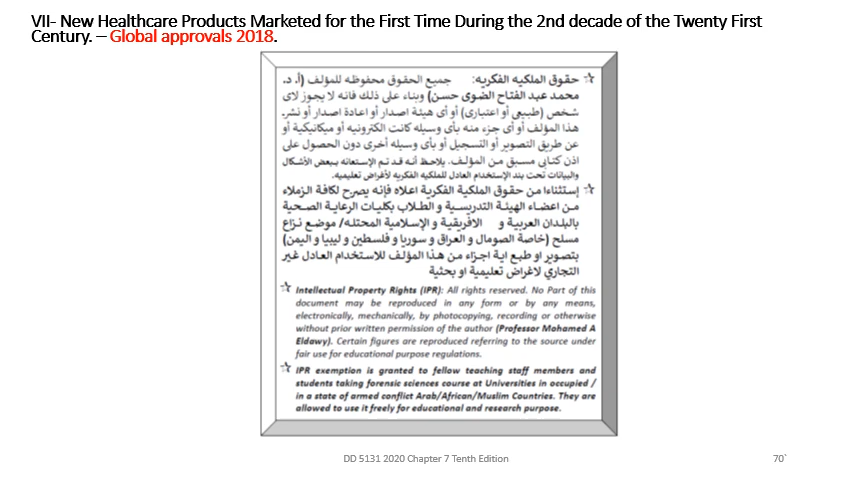 VII- New Healthcare Products Marketed for the First Time During the 2nd decade of the Twenty First
Century. – Global approvals 2018.
☆ حقوق الملكيه الفكريه: جميع الحقوق محفوظه للمؤلف (أ. د.
محمد عبد الفتاح الضوى حسن) وبناء على ذلك فانه لا يجوز لاى
شخص (طبيعى أو اعتبارى) أو أى هيئة اصدار أو اعادة اصدار أو نشر
هذا المؤلف أو أى جزء منه بأى وسيله كانت الكترونيه أو ميكانيكية أو
عن طريق التصوير أو التسجيل أو بأى وسيله أخرى دون الحصول على
اذن كتابى مسبق من المؤلف. يلاحظ أنه قد تم الإستعانه ببعض الأشكال
والبيانات تحت بند الإستخدام العادل للملكيه الفكريه لأغراض تعليميه.
☆ إستثناءا من حقوق الملكية الفكرية اعلاه فإنه يصرح لكافة الزملاء
من اعضاء الهيئة التدريسية و الطلاب بكليات الرعاية الصحية
بالبلدان العربية و الافريقية و الإسلامية المحتله/ موضع نزاع
مسلح (خاصة الصومال و العراق و سوريا و فلسطين و ليبيا و اليمن)
بتصوير او طبع اية اجزاء من هذا المؤلف للاستخدام العادل غير
التجاري لاغراض تعليمية او بحثية
☆ Intellectual Property Rights (IPR): All rights reserved. No Part of this
document may be reproduced in any form or by any means,
electronically, mechanically, by photocopying, recording or otherwise
without prior written permission of the author (Professor Mohamed A
Eldawy). Certain figures are reproduced referring to the source under
fair use for educational purpose regulations.
☆ IPR exemption is granted to fellow teaching staff members and
students taking forensic sciences course at Universities in occupied /
in a state of armed conflict Arab/African/Muslim Countries. They are
allowed to use it freely for educational and research purpose.
DD 5131 2020 Chapter 7 Tenth Edition
70`